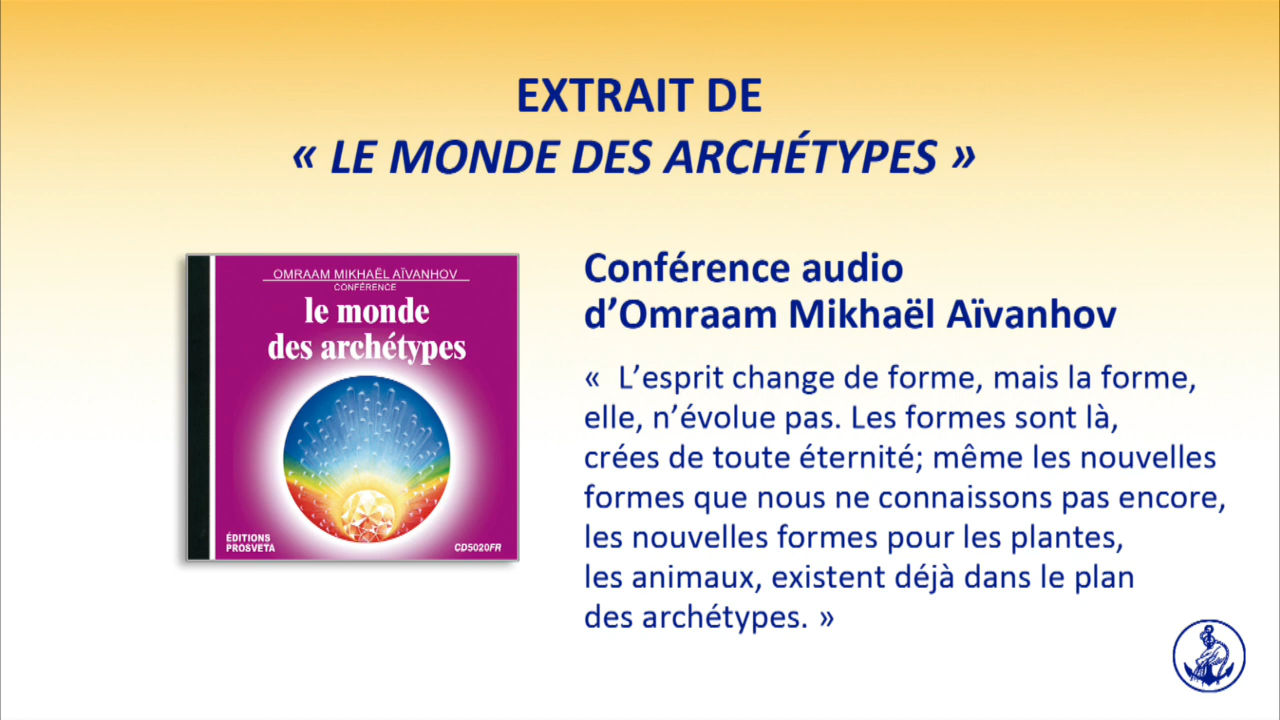 EXTRAIT DE
« LE MONDE DES ARCHÉTYPES »
OMRAAM MIKHAËL AÏVANHOV
CONFÉRENCE
le monde
des archétypes
ÉDITIONS
PROSVETA
CD5020FR
Conférence audio
d’Omraam Mikhaël Aïvanhov
« L’esprit change de forme, mais la forme,
elle, n’évolue pas. Les formes sont là,
crées de toute éternité; même les nouvelles
formes que nous ne connaissons pas encore,
les nouvelles formes pour les plantes,
les animaux, existent déjà dans le plan
des archétypes. »